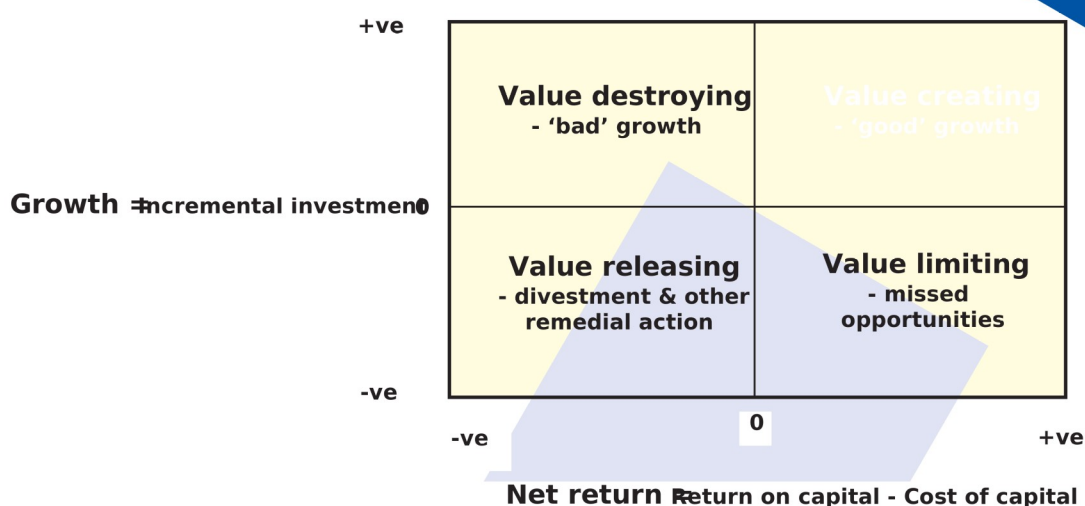 +ve
Value destroying
- ‘bad’ growth
Value creating
- ‘good’ growth
Growth = Incremental investment 0
Value releasing
- divestment & other
remedial action
Value limiting
- missed
opportunities
-ve
-ve
0
+ve
Net return = Return on capital - Cost of capital